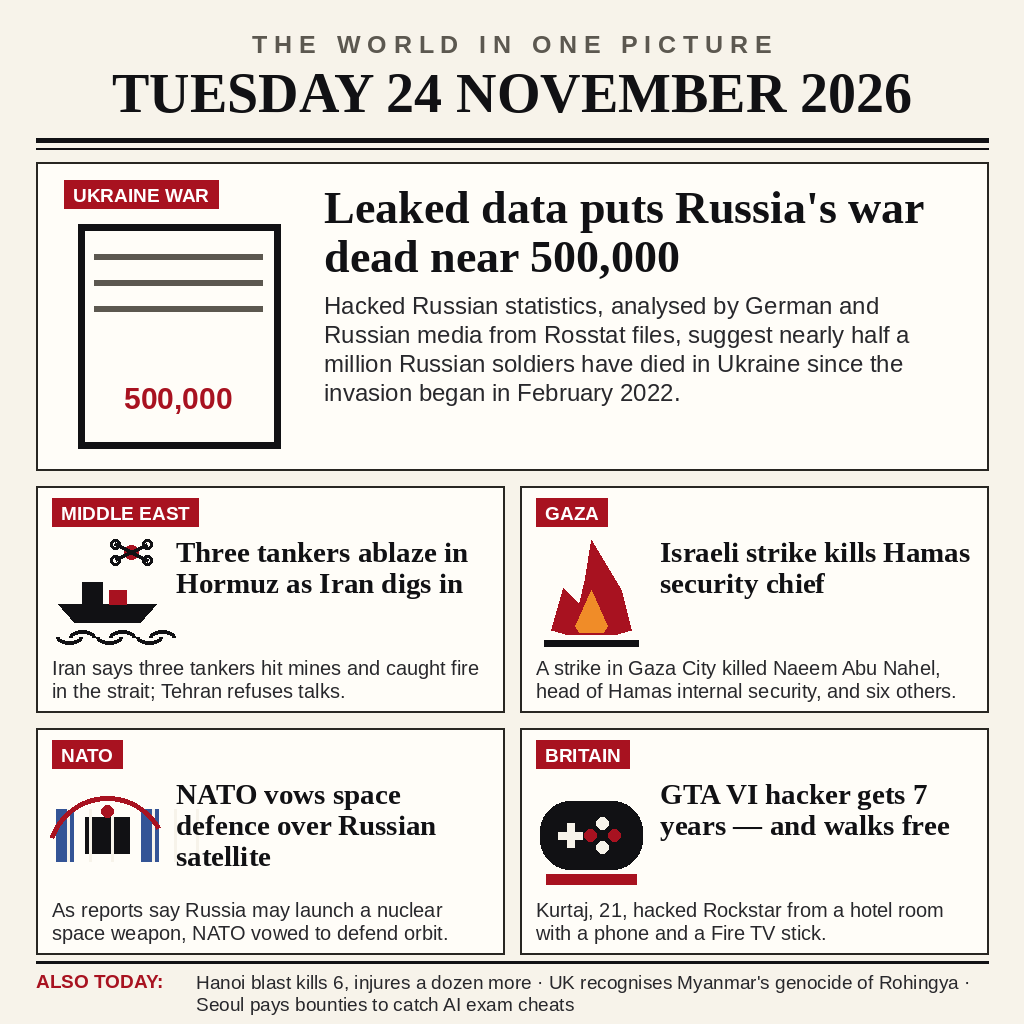 THE WORLD IN ONE PICTURE
TUESDAY 24 NOVEMBER 2026
UKRAINE WAR
500,000
Leaked data puts Russia's war
dead near 500,000
Hacked Russian statistics, analysed by German and
Russian media from Rosstat files, suggest nearly half a
million Russian soldiers have died in Ukraine since the
invasion began in February 2022.
MIDDLE EAST
Three tankers ablaze in
Hormuz as Iran digs in
Iran says three tankers hit mines and caught fire
in the strait; Tehran refuses talks.
GAZA
Israeli strike kills Hamas
security chief
A strike in Gaza City killed Naeem Abu Nahel,
head of Hamas internal security, and six others.
NATO
NATO vows space
defence over Russian
satellite
As reports say Russia may launch a nuclear
space weapon, NATO vowed to defend orbit.
BRITAIN
GTA VI hacker gets 7
years — and walks free
Kurtaj, 21, hacked Rockstar from a hotel room
with a phone and a Fire TV stick.
ALSO TODAY:
Hanoi blast kills 6, injures a dozen more · UK recognises Myanmar's genocide of Rohingya ·
Seoul pays bounties to catch AI exam cheats